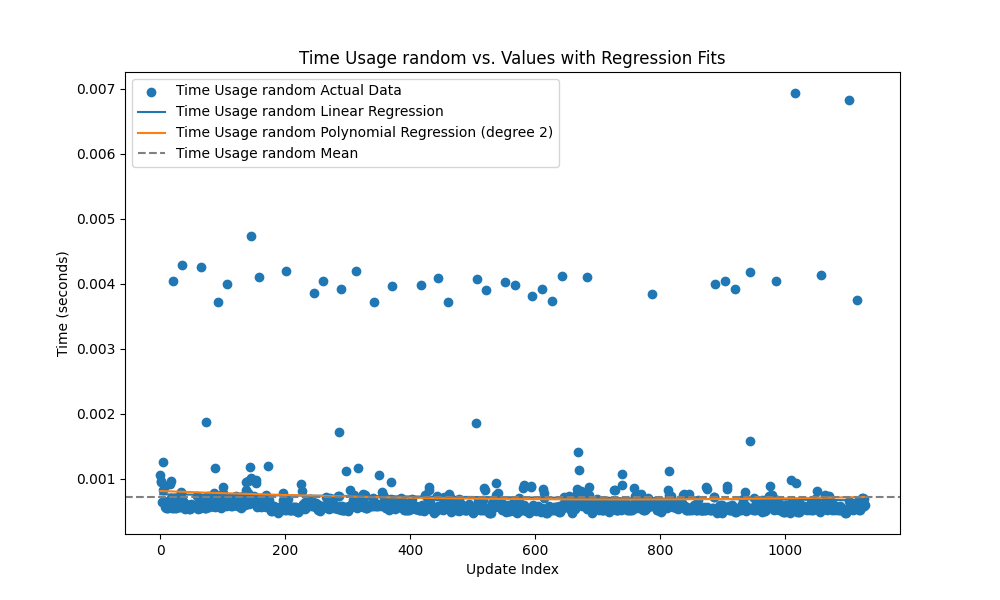 Time Usage random vs. Values with Regression Fits
Time Usage random Actual Data
Time Usage random Linear Regression
Time Usage random Polynomial Regression (degree 2)
Time Usage random Mean
Time (seconds)
0.007
0.006
0.005
0.004
0.003
0.002
0.001
0 200 400 600 800 1000
Update Index